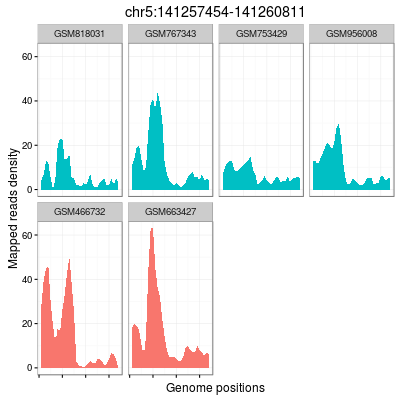 chr5:141257454-141260811
GSM818031 GSM767343 GSM753429 GSM956008
60
40
20
0
GSM466732 GSM663427
60
40
20
0
Mapped reads density
Genome positions